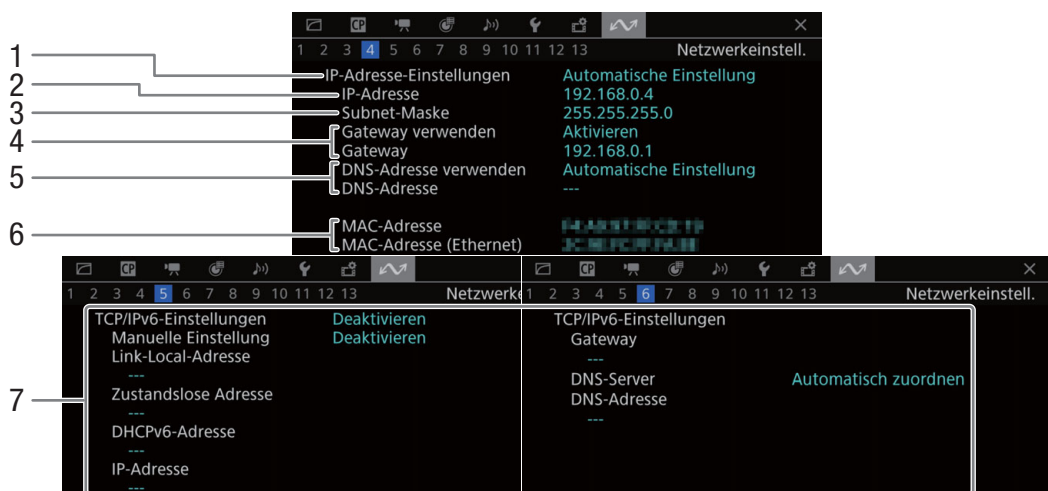 CP
1 2 3 4 5 6 7 8 9 10 11 12 13 Netzwerkeinstell.
1 IP-Adresse-Einstellungen Automatische Einstellung
2 IP-Adresse 192.168.0.4
3 Subnet-Maske 255.255.255.0
4 Gateway verwenden Aktivieren
Gateway 192.168.0.1
5 DNS-Adresse verwenden Automatische Einstellung
DNS-Adresse ---
6 MAC-Adresse
MAC-Adresse (Ethernet)
CP
1 2 3 4 5 6 7 8 9 10 11 12 13 Netzwerke
7
TCP/IPv6-Einstellungen Deaktivieren
Manuelle Einstellung Deaktivieren
Link-Local-Adresse
---
Zustandslose Adresse
---
DHCPv6-Adresse
---
IP-Adresse
---
CP
1 2 3 4 5 6 7 8 9 10 11 12 13 Netzwerkeinstell.
TCP/IPv6-Einstellungen
Gateway
---
DNS-Server Automatisch zuordnen
DNS-Adresse
---